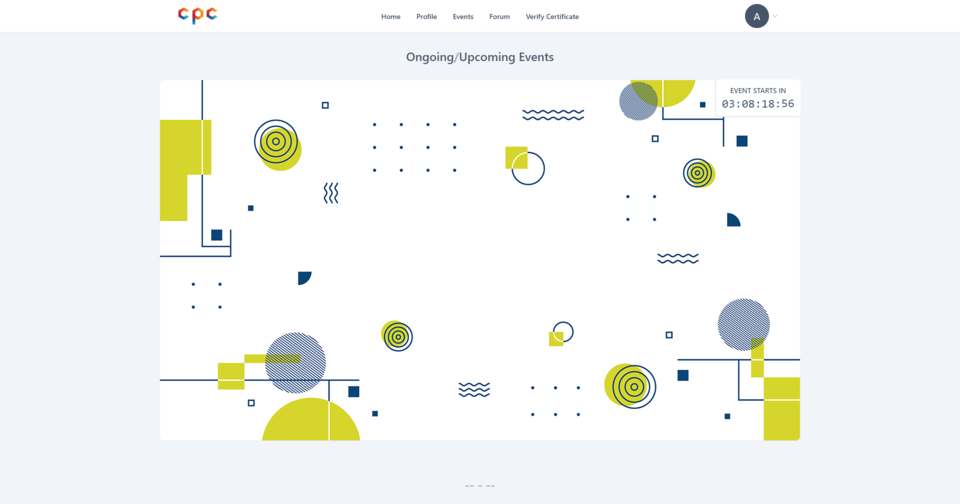 cpc
Home Profile Events Forum Verify Certificate
A
Ongoing/Upcoming Events
EVENT STARTS IN
03:08:18:56
-- - --